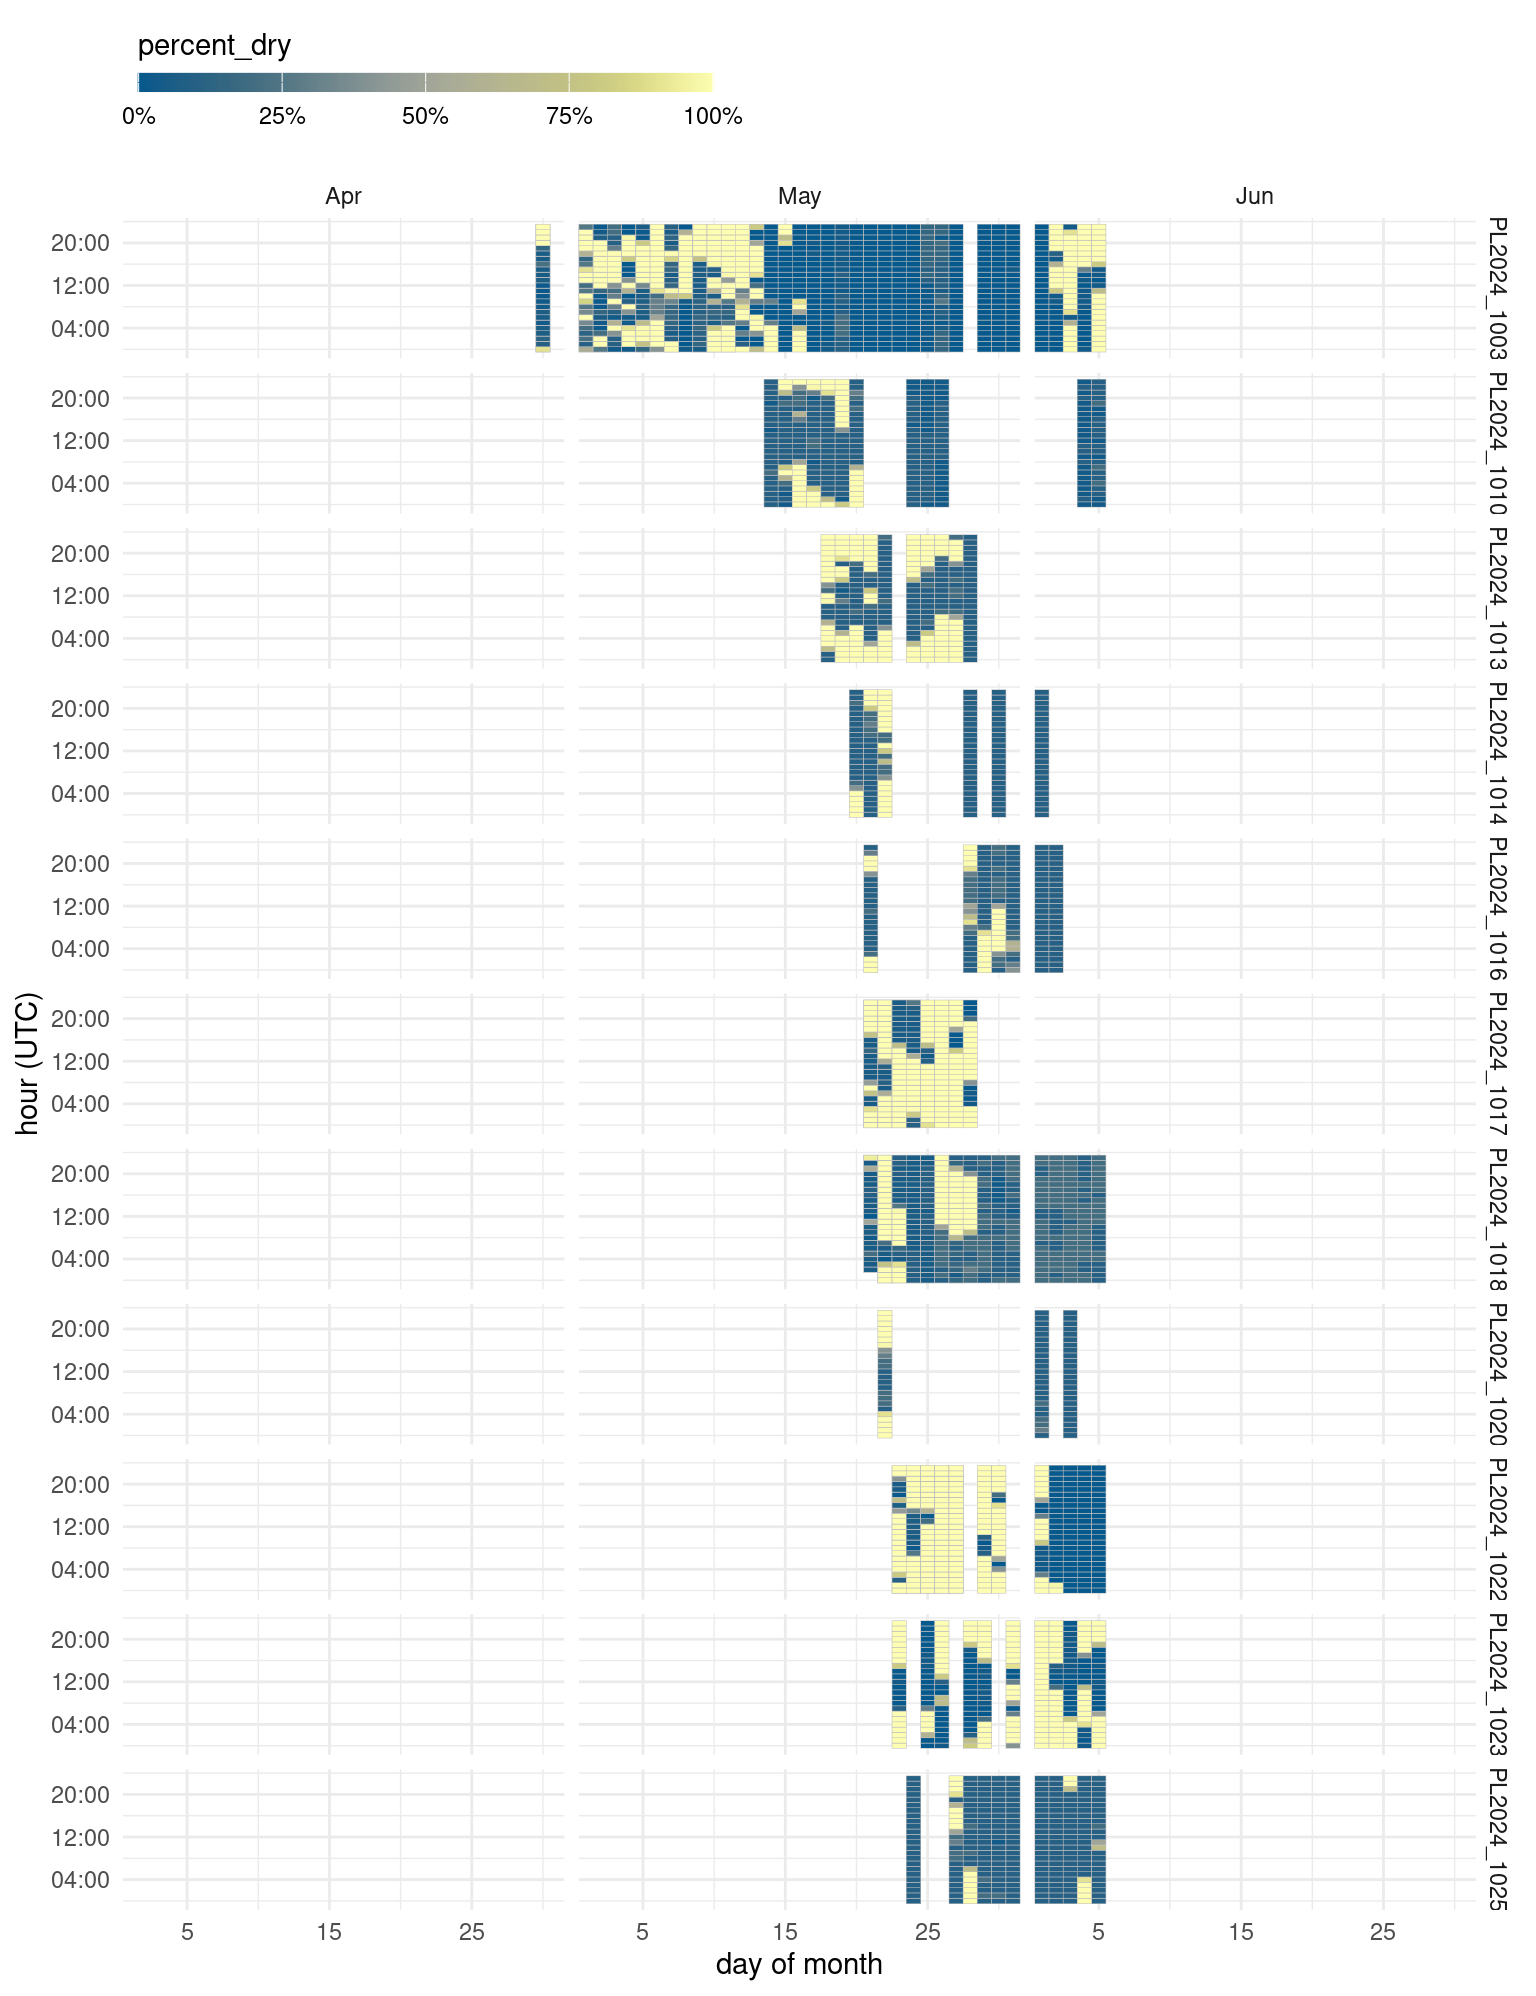 percent_dry
0% 25% 50% 75% 100%
Apr May Jun
20:00
12:00
04:00
PL2024_1003
20:00
12:00
04:00
PL2024_1010
20:00
12:00
04:00
PL2024_1013
20:00
12:00
04:00
PL2024_1014
20:00
12:00
04:00
PL2024_1016
20:00
12:00
04:00
PL2024_1017
20:00
12:00
04:00
PL2024_1018
20:00
12:00
04:00
PL2024_1020
20:00
12:00
04:00
PL2024_1022
20:00
12:00
04:00
PL2024_1023
20:00
12:00
04:00
PL2024_1025
hour (UTC)
5 15 25 5 15 25 5 15 25
day of month